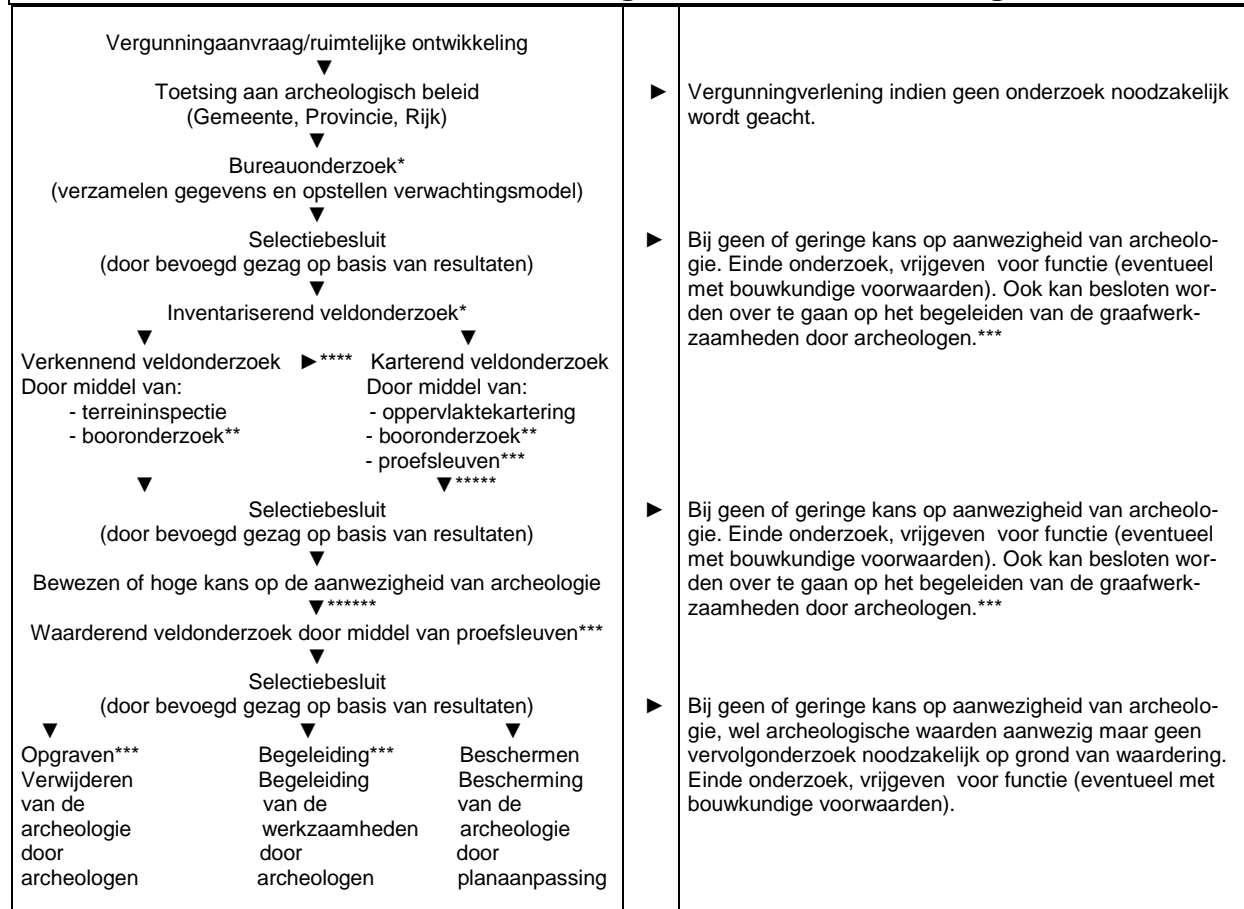 Vergunningaanvraag/ruimtelijke ontwikkeling
▼
Toetsing aan archeologisch beleid
(Gemeente, Provincie, Rijk)
► Vergunningverlening indien geen onderzoek noodzakelijk
wordt geacht.
▼
Bureauonderzoek*
(verzamelen gegevens en opstellen verwachtingsmodel)
▼
Selectiebesluit
(door bevoegd gezag op basis van resultaten)
► Bij geen of geringe kans op aanwezigheid van archeolo-
gie. Einde onderzoek, vrijgeven voor functie (eventueel
met bouwkundige voorwaarden). Ook kan besloten wor-
den over te gaan op het begeleiden van de graafwerk-
zaamheden door archeologen.***
▼
Inventariserend veldonderzoek*
▼ ▼
Verkennend veldonderzoek ►**** Karterend veldonderzoek
Door middel van: Door middel van:
- terreininspectie - oppervlaktekartering
- booronderzoek** - booronderzoek**
- proefsleuven***
▼ ▼*****
Selectiebesluit
(door bevoegd gezag op basis van resultaten)
► Bij geen of geringe kans op aanwezigheid van archeolo-
gie. Einde onderzoek, vrijgeven voor functie (eventueel
met bouwkundige voorwaarden). Ook kan besloten wor-
den over te gaan op het begeleiden van de graafwerk-
zaamheden door archeologen.***
▼
Bewezen of hoge kans op de aanwezigheid van archeologie
▼******
Waarderend veldonderzoek door middel van proefsleuven***
▼
Selectiebesluit
(door bevoegd gezag op basis van resultaten)
► Bij geen of geringe kans op aanwezigheid van archeolo-
gie, wel archeologische waarden aanwezig maar geen
vervolgonderzoek noodzakelijk op grond van waardering.
Einde onderzoek, vrijgeven voor functie (eventueel met
bouwkundige voorwaarden).
▼ ▼ ▼
Opgraven*** Begeleiding*** Beschermen
Verwijderen Begeleiding Bescherming
van de van de van de
archeologie werkzaamheden archeologie
door door door
archeologen archeologen planaanpassing